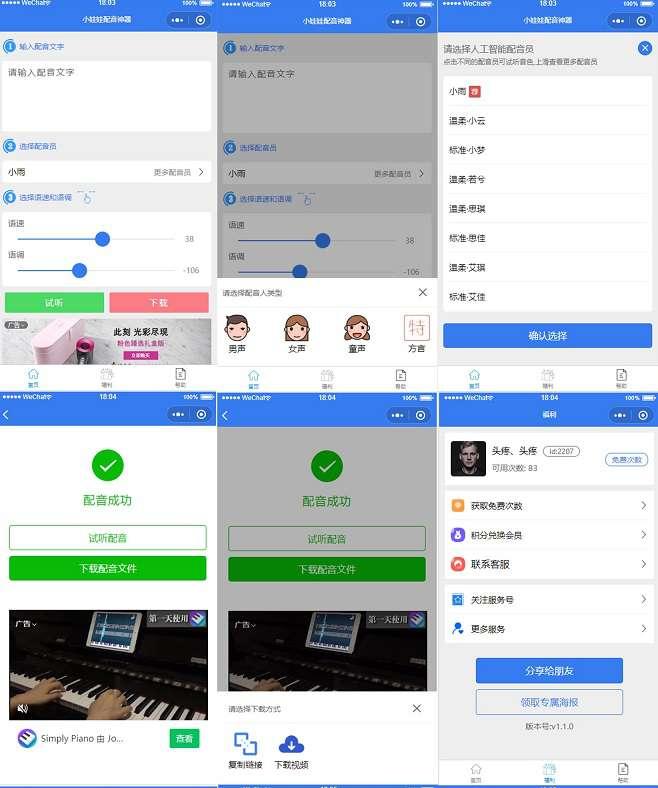 WeChat
18:03
100%
小娃娃配音神器
1 输入配音文字
请输入配音文字
2 选择配音员
小雨
更多配音员
3 选择语速和语调
语速
38
语调
-106
试听
下载
广告
此刻 光彩尽现
粉色臻选礼盒版
立即购买
首页
福利
帮助
WeChat
18:03
100%
小娃娃配音神器
1 输入配音文字
请输入配音文字
2 选择配音员
小雨
更多配音员
3 选择语速和语调
语速
38
语调
-106
请选择配音人类型
男声
女声
童声
特
方言
首页
福利
帮助
WeChat
18:03
100%
小娃娃配音神器
请选择人工智能配音员
点击不同的配音员可试听音色,上滑查看更多配音员
小雨 荐
温柔·小云
标准·小梦
温柔·若兮
温柔·思琪
标准·思佳
温柔·艾琪
标准·艾佳
确认选择
首页
福利
帮助
WeChat
18:04
100%
配音成功
试听配音
下载配音文件
广告
第一天使用
Simply Piano 由 Jo...
查看
WeChat
18:04
100%
配音成功
试听配音
下载配音文件
广告
第一天使用
请选择下载方式
复制链接
下载视频
WeChat
18:04
100%
福利
头疼、头疼
id:2207
可用次数: 83
免费次数
获取免费次数
积分兑换会员
联系客服
关注服务号
更多服务
分享给朋友
领取专属海报
版本号:v1.1.0
首页
福利
帮助